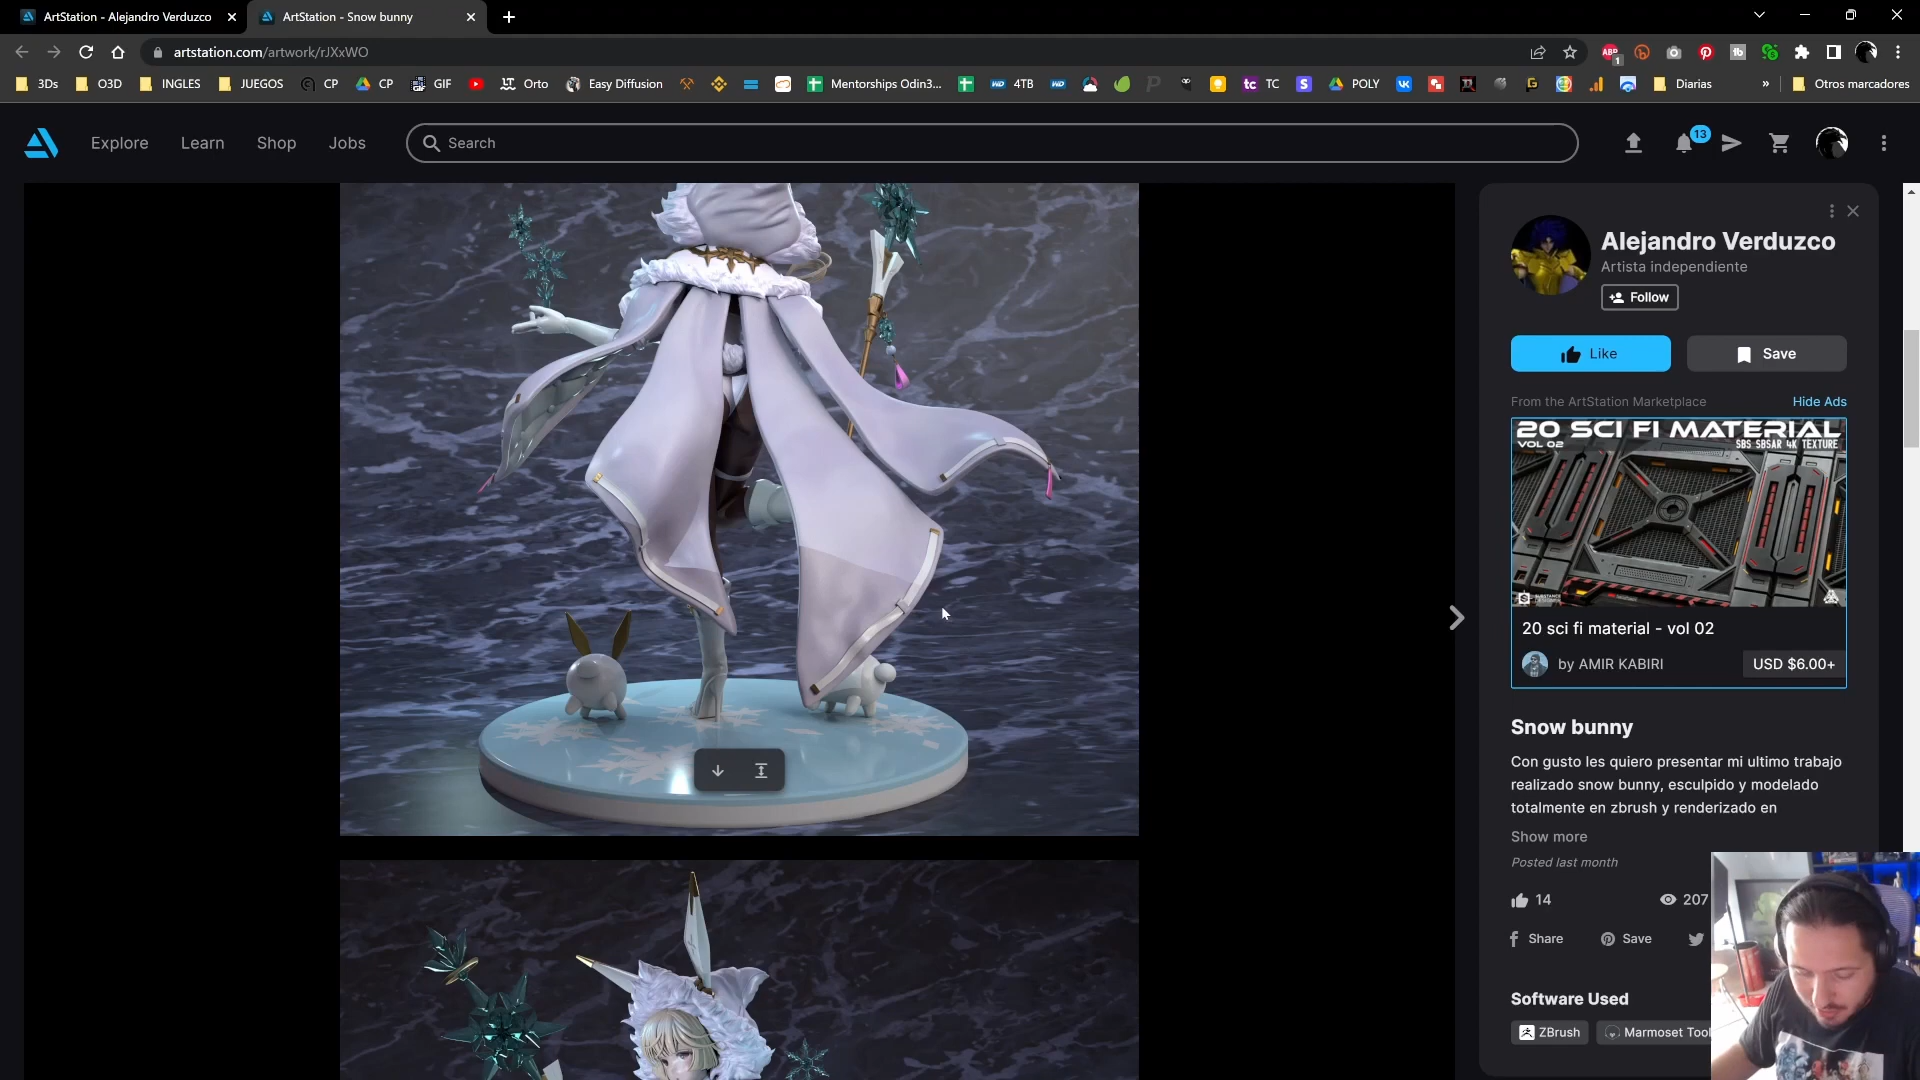 ArtStation - Alejandro Verduzco
ArtStation - Snow bunny
artstation.com/artwork/rJXxWO
ABP
1
3Ds
O3D
INGLES
JUEGOS
CP
CP
GIF
Orto
Easy Diffusion
Mentorships Odin3...
4TB
TC
POLY
Diarias
»
Otros marcadores
Explore
Learn
Shop
Jobs
Search
13
Alejandro Verduzco
Artista independiente
Follow
Like
Save
From the ArtStation Marketplace
Hide Ads
20 SCI FI MATERIAL
VOL 02
SBS SBSAR 4K TEXTURE
20 sci fi material - vol 02
by AMIR KABIRI
USD $6.00+
Snow bunny
Con gusto les quiero presentar mi ultimo trabajo
realizado snow bunny, esculpido y modelado
totalmente en zbrush y renderizado en
Show more
Posted last month
14
207
Share
Save
Software Used
ZBrush
Marmoset Tool